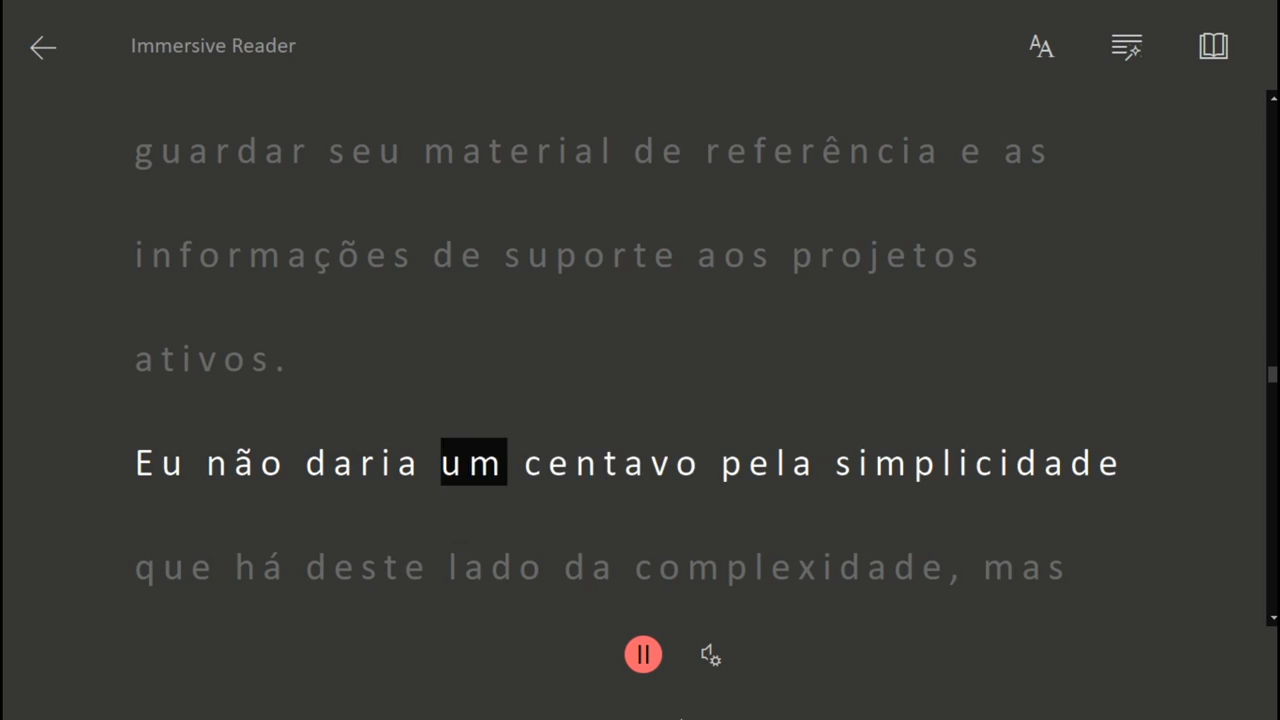 Immersive Reader
guardar seu material de referência e as
informações de suporte aos projetos
ativos.
Eu não daria um centavo pela simplicidade
que há deste lado da complexidade, mas